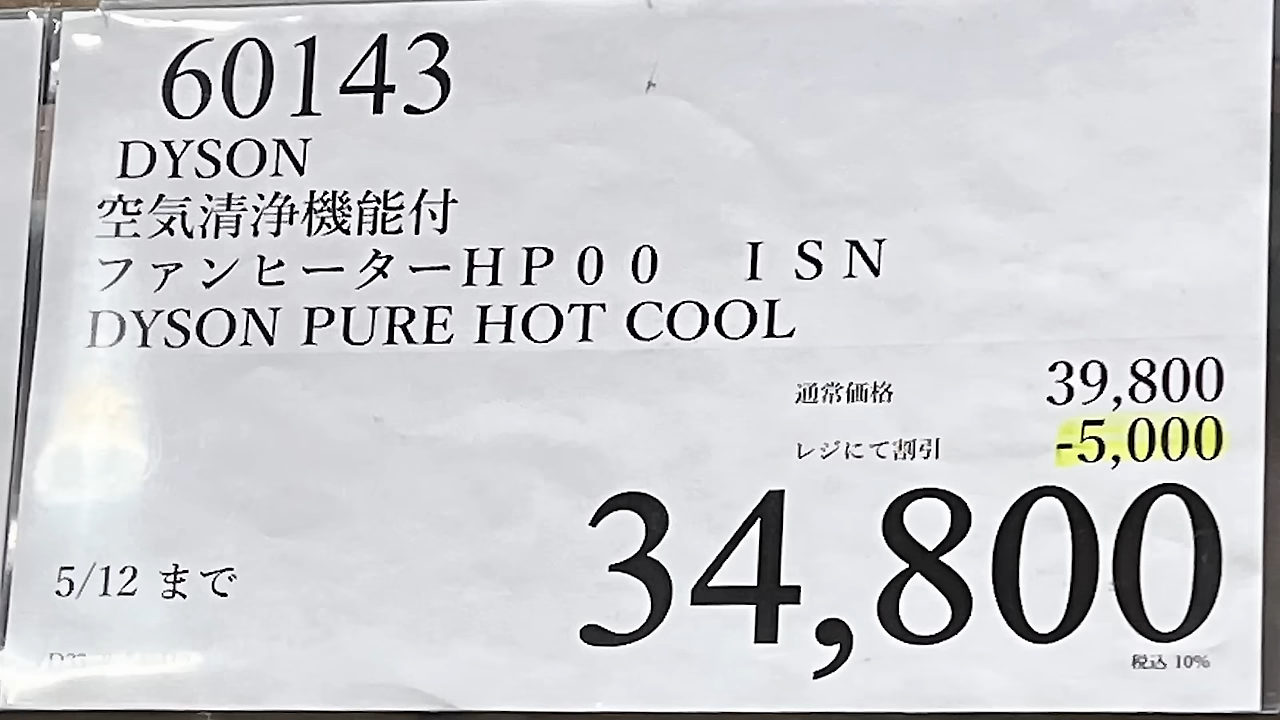 60143
DYSON
空気清浄機能付
ファンヒーターHP00　ISN
DYSON PURE HOT COOL
通常価格 39,800
レジにて割引 -5,000
34,800
5/12 まで
税込 10%